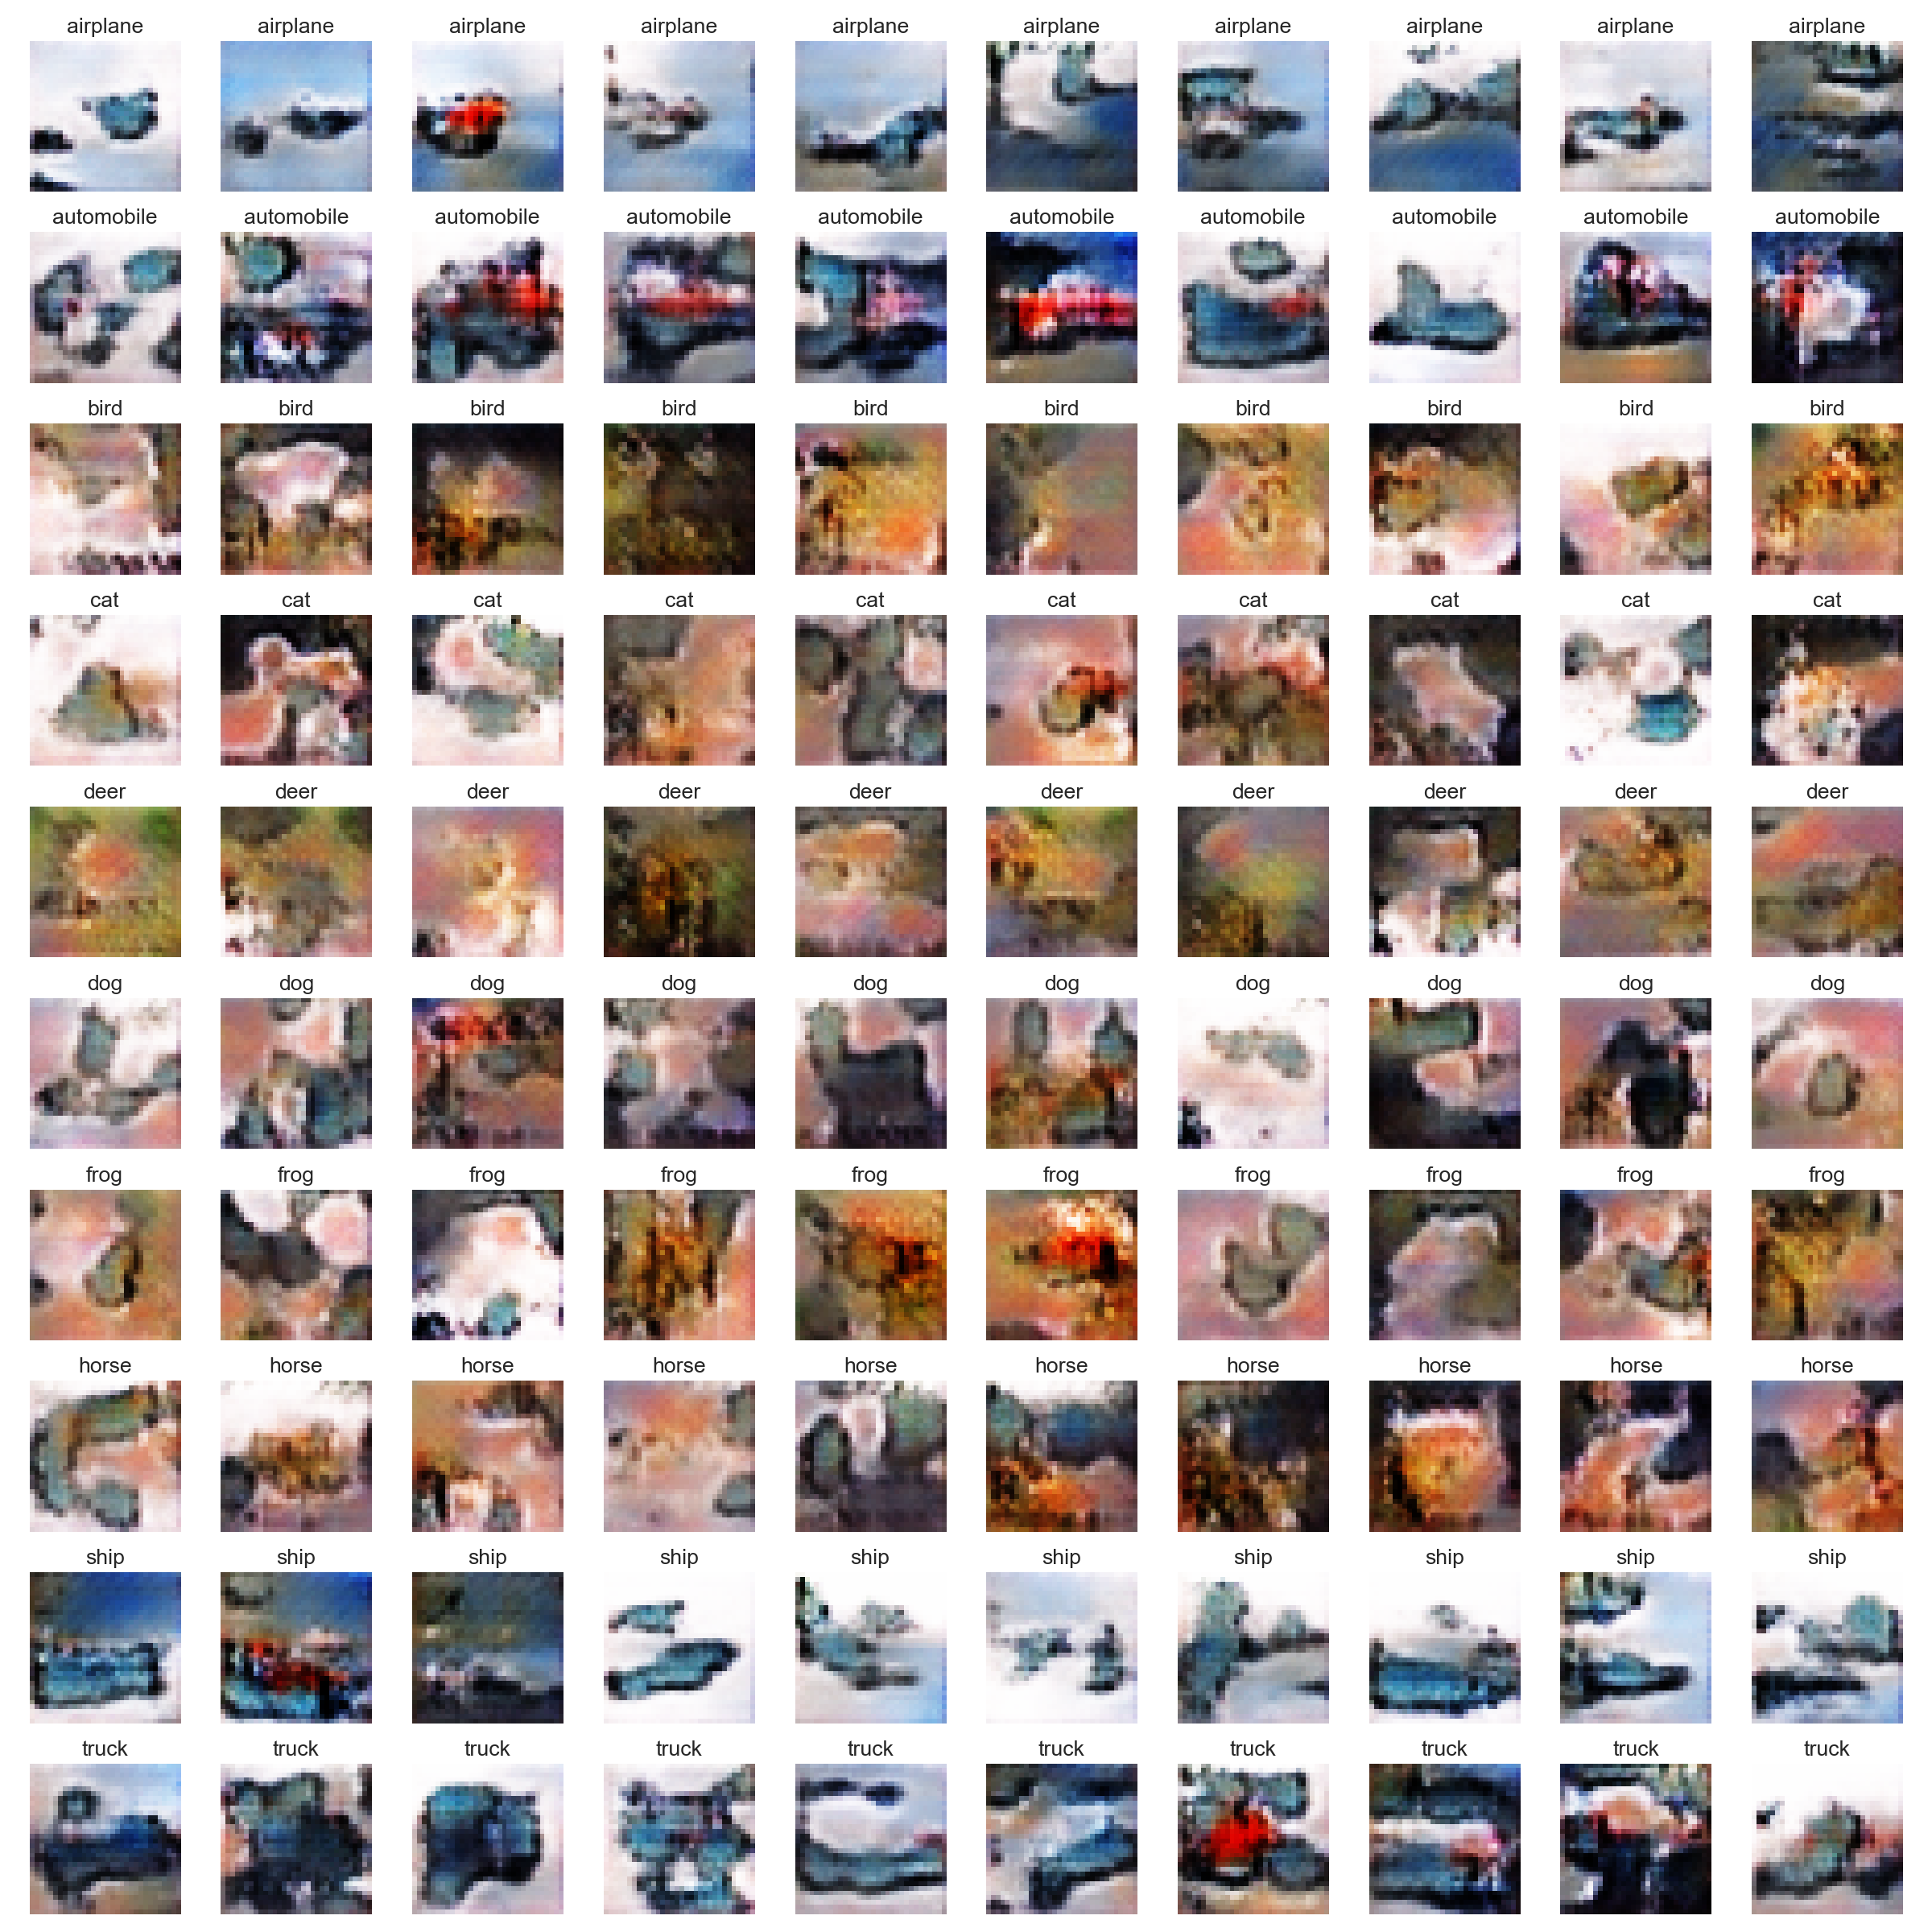 airplane airplane airplane airplane airplane airplane airplane airplane airplane airplane
automobile automobile automobile automobile automobile automobile automobile automobile automobile automobile
bird bird bird bird bird bird bird bird bird bird
cat cat cat cat cat cat cat cat cat cat
deer deer deer deer deer deer deer deer deer deer
dog dog dog dog dog dog dog dog dog dog
frog frog frog frog frog frog frog frog frog frog
horse horse horse horse horse horse horse horse horse horse
ship ship ship ship ship ship ship ship ship ship
truck truck truck truck truck truck truck truck truck truck